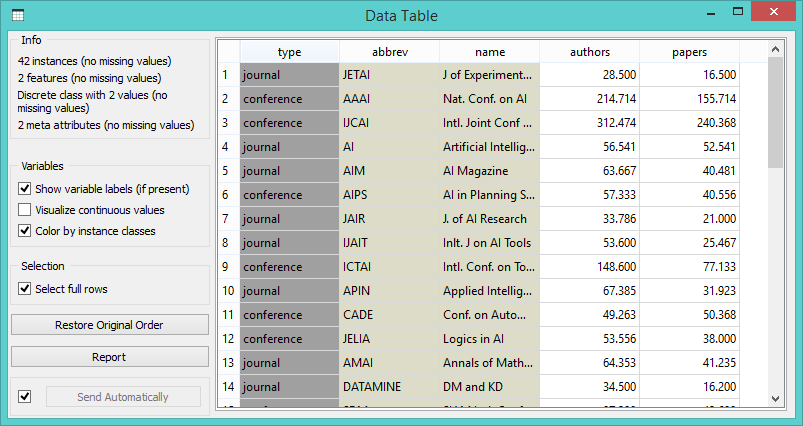 Data Table
Info
42 instances (no missing values)
2 features (no missing values)
Discrete class with 2 values (no
missing values)
2 meta attributes (no missing values)
Variables
Show variable labels (if present)
Visualize continuous values
Color by instance classes
Selection
Select full rows
Restore Original Order
Report
Send Automatically
type abbrev name authors papers
1 journal JETAI J of Experiment... 28.500 16.500
2 conference AAAI Nat. Conf. on AI 214.714 155.714
3 conference IJCAI Intl. Joint Conf ... 312.474 240.368
4 journal AI Artificial Intellig... 56.541 52.541
5 journal AIM AI Magazine 63.667 40.481
6 conference AIPS AI in Planning S... 57.333 40.556
7 journal JAIR J. of AI Research 33.786 21.000
8 journal IJAIT Inlt. J on AI Tools 53.600 25.467
9 conference ICTAI Intl. Conf. on To... 148.600 77.133
10 journal APIN Applied Intellig... 67.385 31.923
11 conference CADE Conf. on Auto... 49.263 50.368
12 conference JELIA Logics in AI 53.556 38.000
13 journal AMAI Annals of Math... 64.353 41.235
14 journal DATAMINE DM and KD 34.500 16.200